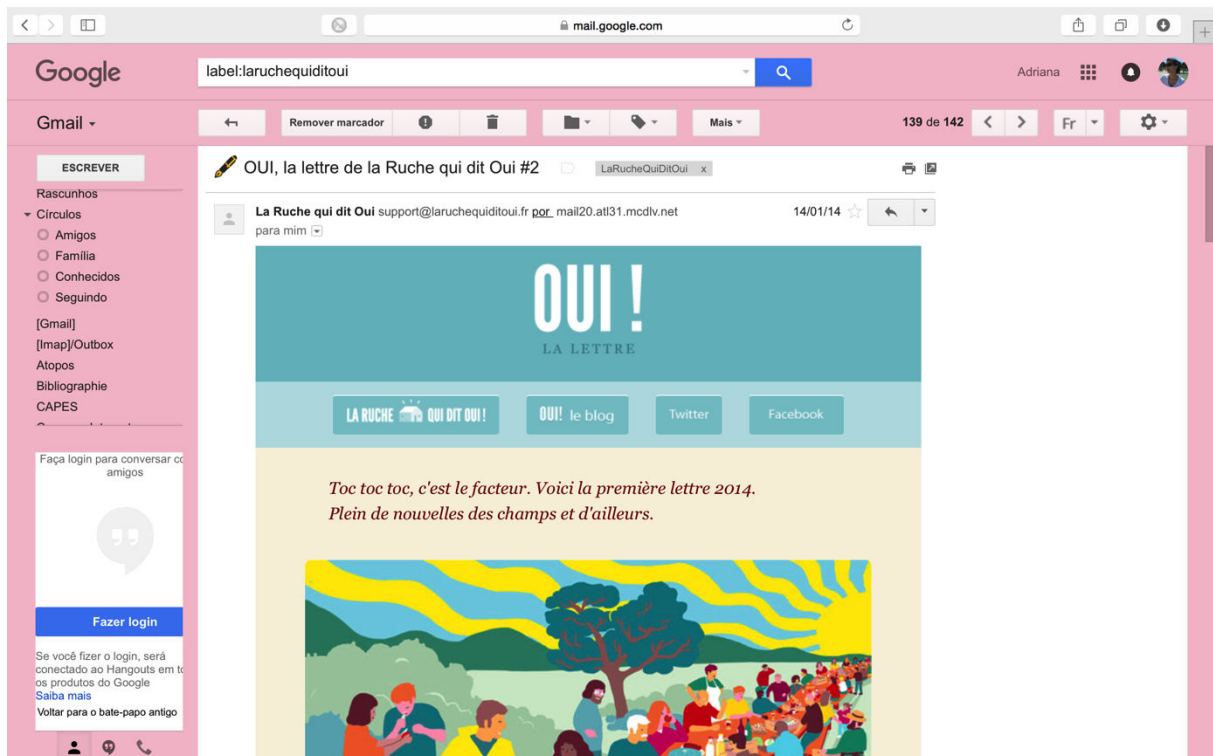 mail.google.com
Google
label:laruchequiditoui
Adriana
Gmail
Remover marcador
Mais
139 de 142
Fr
ESCREVER
OUI, la lettre de la Ruche qui dit Oui #2
LaRucheQuiDitOui x
Rascunhos
Círculos
Amigos
Família
Conhecidos
Seguindo
[Gmail]
[Imap]/Outbox
Atopos
Bibliographie
CAPES
La Ruche qui dit Oui support@laruchequiditoui.fr por mail20.atl31.mcdlv.net
14/01/14
para mim
OUI !
LA LETTRE
LA RUCHE QUI DIT OUI !
OUI! le blog
Twitter
Facebook
Toc toc toc, c'est le facteur. Voici la première lettre 2014.
Plein de nouvelles des champs et d'ailleurs.
Faça login para conversar co
amigos
Fazer login
Se você fizer o login, será
conectado ao Hangouts em to
os produtos do Google
Saiba mais
Voltar para o bate-papo antigo